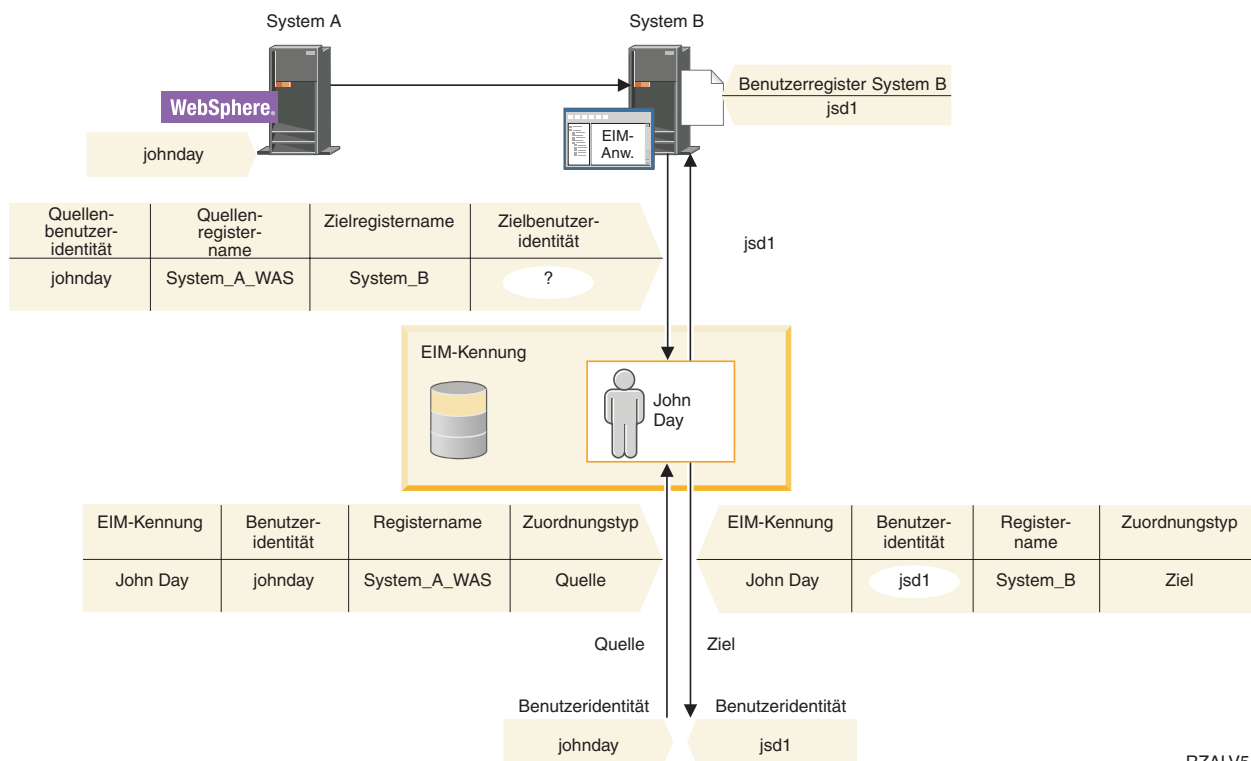 System A
System B
WebSphere.
johnday
EIM-
Anw.
Benutzerregister System B
jsd1
Quellen-
benutzer-
identität
Quellen-
register-
name
Zielregistername
Zielbenutzer-
identität
johnday
System_A_WAS
System_B
?
jsd1
EIM-Kennung
John
Day
EIM-Kennung
Benutzer-
identität
Registername
Zuordnungstyp
John Day
johnday
System_A_WAS
Quelle
EIM-Kennung
Benutzer-
identität
Register-
name
Zuordnungstyp
John Day
jsd1
System_B
Ziel
Quelle
Ziel
Benutzeridentität
johnday
Benutzeridentität
jsd1